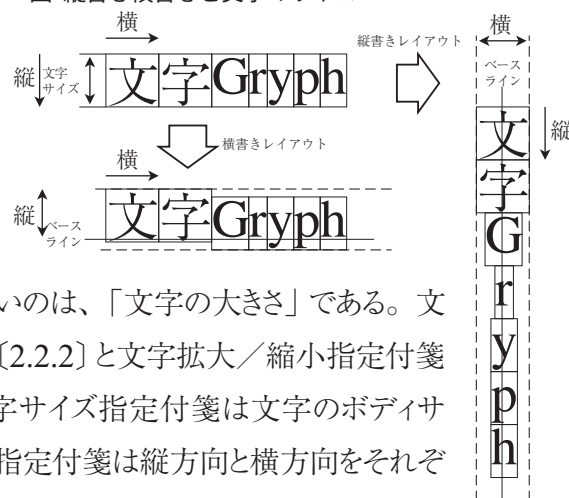 横
縦書きレイアウト
横
縦
文字
サイズ
文字Gryph
ベース
ライン
横書きレイアウト
縦
横
文字Gryph
縦
ベース
ライン
文字Gryph
いのは、「文字の大きさ」である。文
〔2.2.2〕と文字拡大／縮小指定付箋
字サイズ指定付箋は文字のボディサ
指定付箋は縦方向と横方向をそれぞ